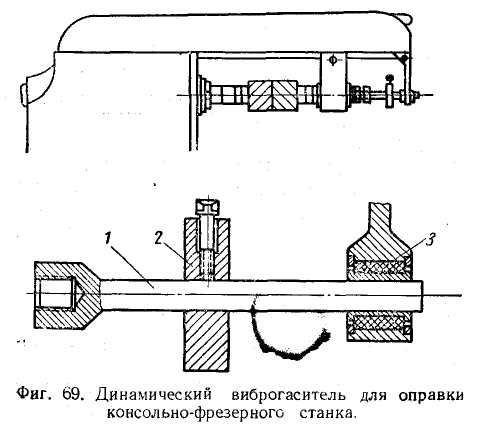 1
2
3
Фиг. 69. Динамический виброгаситель для оправки
консольно-фрезерного станка.